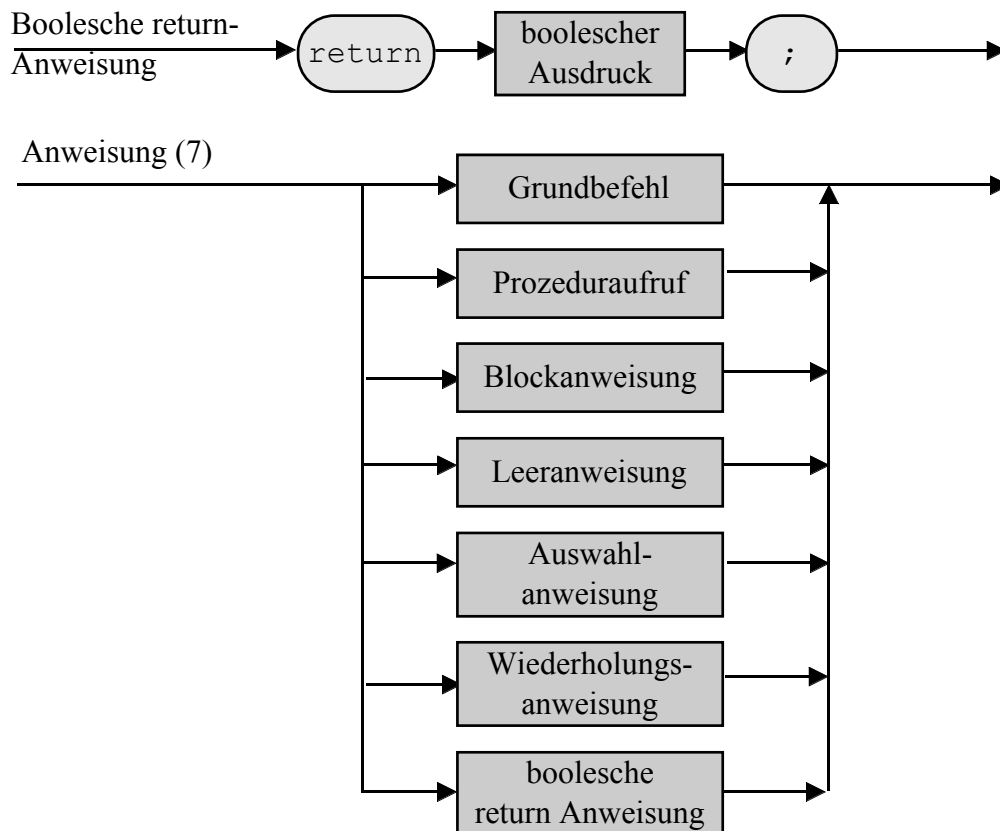 Boolesche return-
Anweisung
return
boolescher
Ausdruck
;
Anweisung (7)
Grundbefehl
Prozeduraufruf
Blockanweisung
Leeranweisung
Auswahl-
anweisung
Wiederholungs-
anweisung
boolesche
return Anweisung